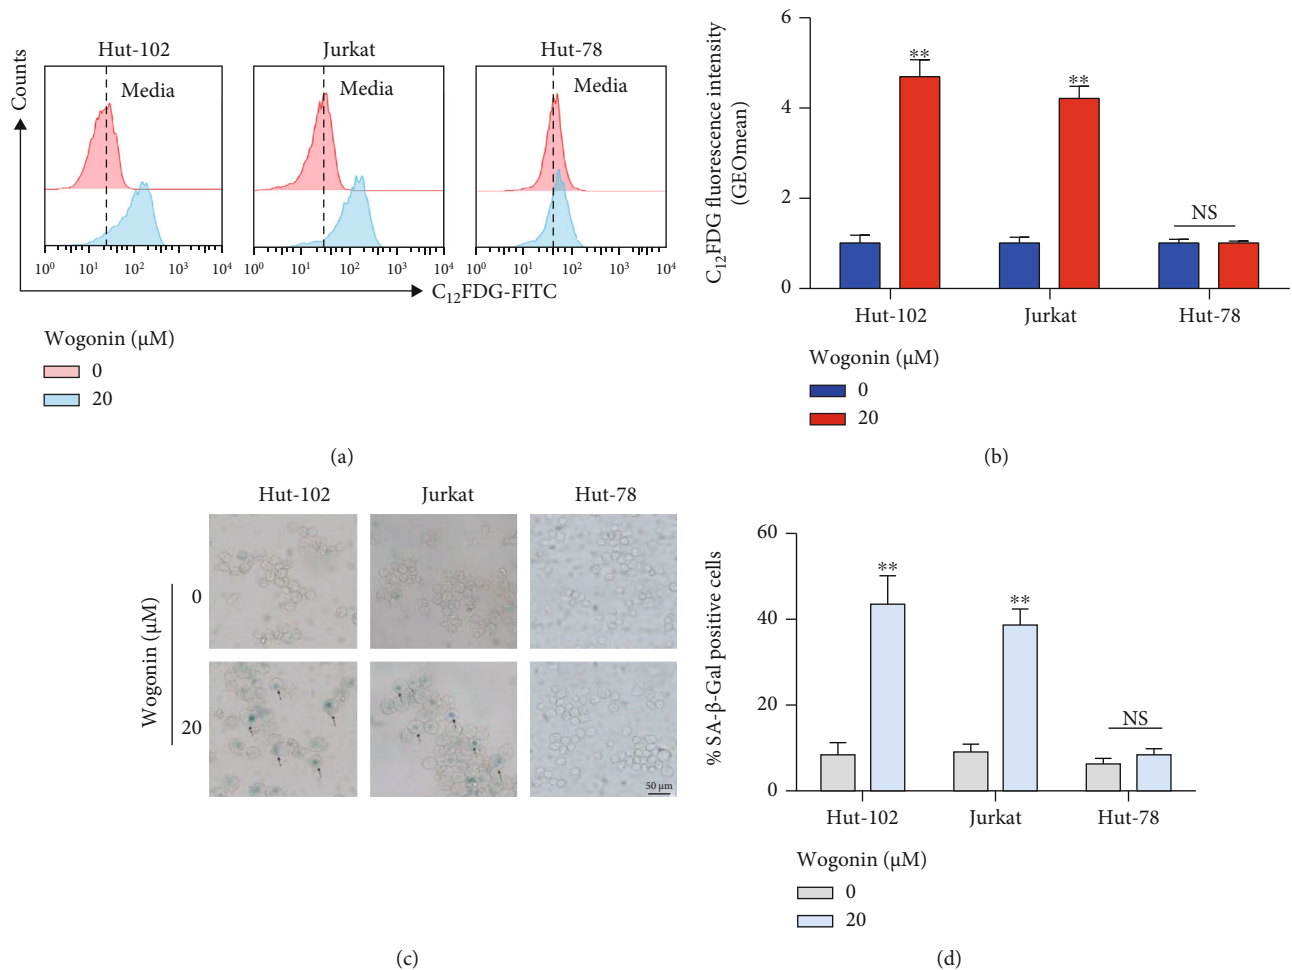 Hut-102 Jurkat Hut-78
Counts
Media Media Media
10⁰ 10¹ 10² 10³ 10⁴ 10⁰ 10¹ 10² 10³ 10⁴ 10⁰ 10¹ 10² 10³ 10⁴
C₁₂FDG-FITC
Wogonin (μM)
0
20
(a)
C₁₂FDG fluorescence intensity
(GEOmean)
6
4
2
0
** ** NS
Hut-102 Jurkat Hut-78
Wogonin (μM)
0
20
(b)
Hut-102 Jurkat Hut-78
Wogonin (μM)
0
20
50 μm
(c)
% SA-β-Gal positive cells
60
40
20
0
** ** NS
Hut-102 Jurkat Hut-78
Wogonin (μM)
0
20
(d)